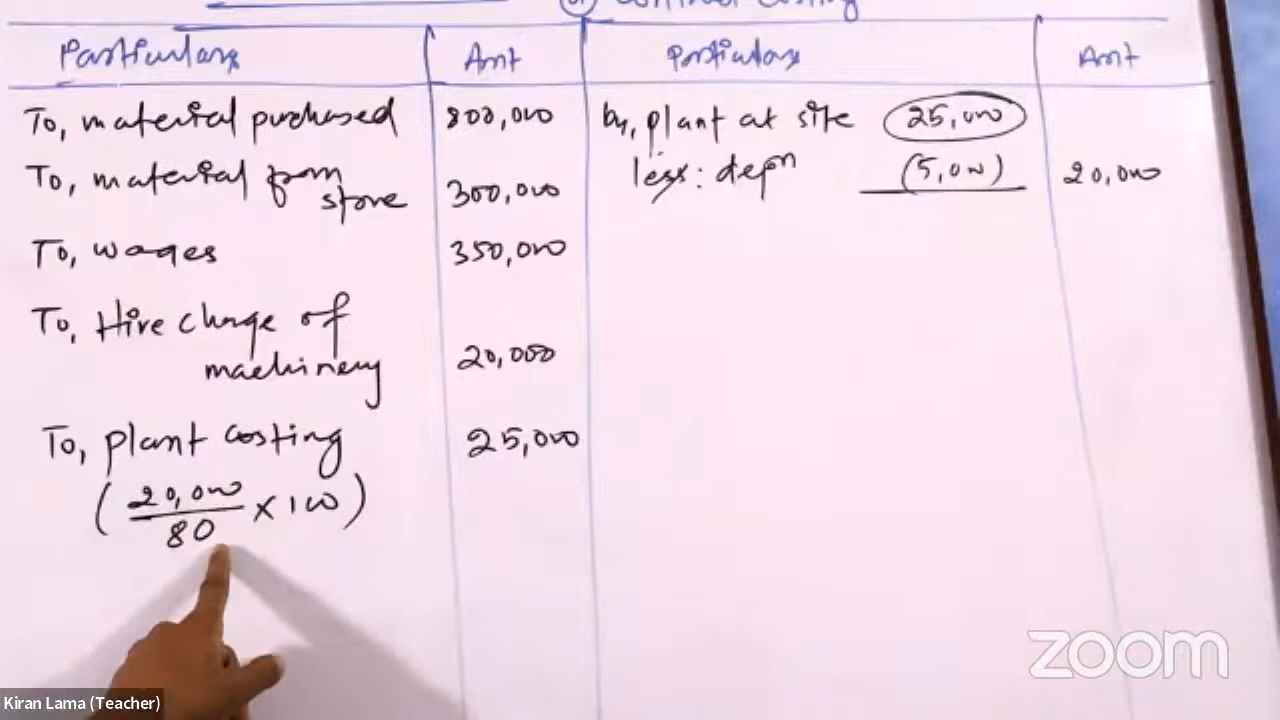 Contract Costing
Particulars Amt Particulars Amt
To, material purchased 800,000 by, plant at site 25,000
less: depn (5,000) 20,000
To, material from
store 300,000
To, wages 350,000
To, Hire charge of
machinery 20,000
To, plant costing 25,000
(20,000/80 × 100)
zoom
Kiran Lama (Teacher)